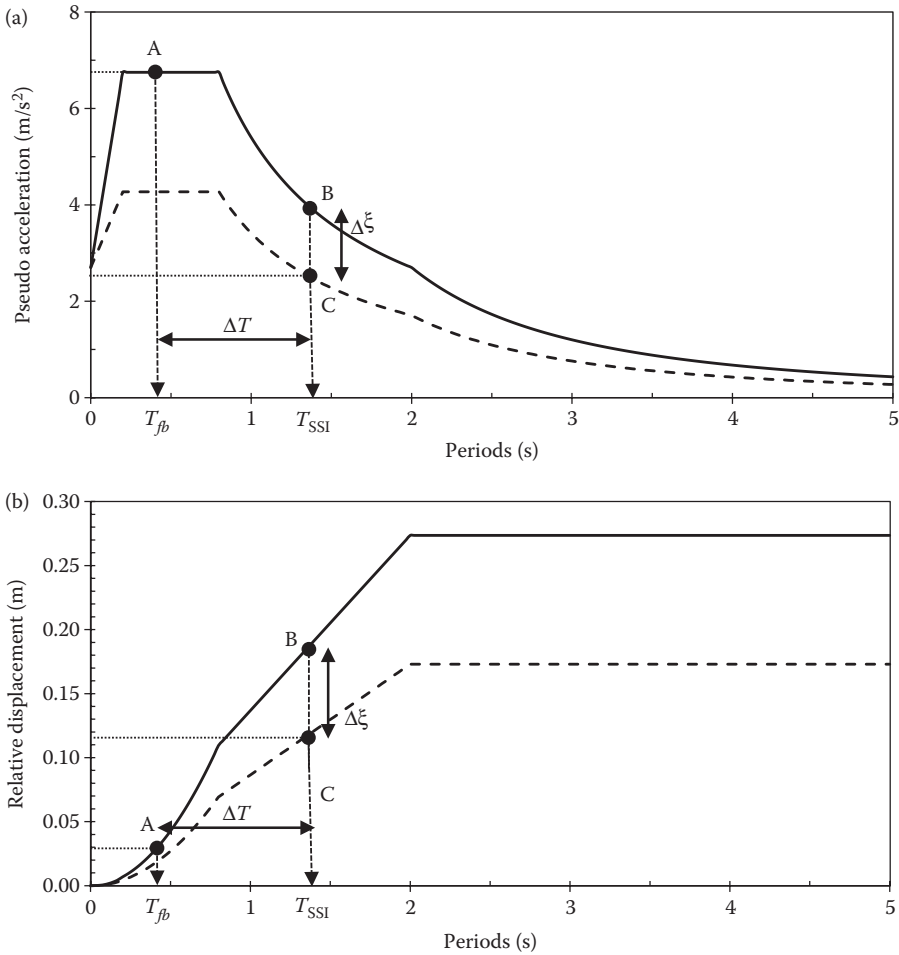 (a)
8
6
4
2
0
Pseudo acceleration (m/s²)
A
B
Δξ
C
ΔT
0 1 2 3 4 5
T_fb T_SSI
Periods (s)
(b)
0.30
0.25
0.20
0.15
0.10
0.05
0.00
Relative displacement (m)
B
Δξ
A
ΔT
C
0 1 2 3 4 5
T_fb T_SSI
Periods (s)